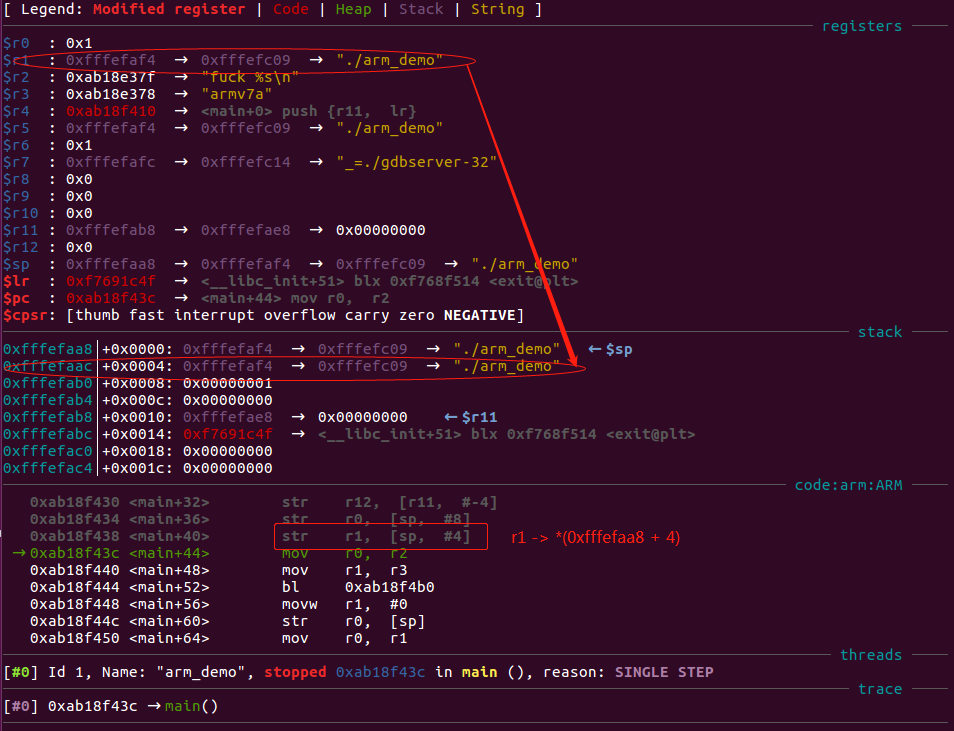 [ Legend: Modified register | Code | Heap | Stack | String ]
registers
$r0  : 0x1
$r1  : 0xfffefaf4  →  0xfffefc09  →  "./arm_demo"
$r2  : 0xab18e37f  →  "fuck %s\n"
$r3  : 0xab18e378  →  "armv7a"
$r4  : 0xab18f410  →  <main+0> push {r11,  lr}
$r5  : 0xfffefaf4  →  0xfffefc09  →  "./arm_demo"
$r6  : 0x1
$r7  : 0xfffefafc  →  0xfffefc14  →  "_=./gdbserver-32"
$r8  : 0x0
$r9  : 0x0
$r10 : 0x0
$r11 : 0xfffefab8  →  0xfffefae8  →  0x00000000
$r12 : 0x0
$sp  : 0xfffefaa8  →  0xfffefaf4  →  0xfffefc09  →  "./arm_demo"
$lr  : 0xf7691c4f  →  <__libc_init+51> blx 0xf768f514 <exit@plt>
$pc  : 0xab18f43c  →  <main+44> mov r0,  r2
$cpsr: [thumb fast interrupt overflow carry zero NEGATIVE]
stack
0xfffefaa8│+0x0000: 0xfffefaf4  →  0xfffefc09  →  "./arm_demo"   ← $sp
0xfffefaac│+0x0004: 0xfffefaf4  →  0xfffefc09  →  "./arm_demo"
0xfffefab0│+0x0008: 0x00000001
0xfffefab4│+0x000c: 0x00000000
0xfffefab8│+0x0010: 0xfffefae8  →  0x00000000   ← $r11
0xfffefabc│+0x0014: 0xf7691c4f  →  <__libc_init+51> blx 0xf768f514 <exit@plt>
0xfffefac0│+0x0018: 0x00000000
0xfffefac4│+0x001c: 0x00000000
code:arm:ARM
0xab18f430 <main+32>        str    r12,  [r11,  #-4]
0xab18f434 <main+36>        str    r0,  [sp,  #8]
0xab18f438 <main+40>        str    r1,  [sp,  #4]   r1 -> *(0xfffefaa8 + 4)
→ 0xab18f43c <main+44>        mov    r0,  r2
0xab18f440 <main+48>        mov    r1,  r3
0xab18f444 <main+52>        bl     0xab18f4b0
0xab18f448 <main+56>        movw   r1,  #0
0xab18f44c <main+60>        str    r0,  [sp]
0xab18f450 <main+64>        mov    r0,  r1
threads
[#0] Id 1, Name: "arm_demo", stopped 0xab18f43c in main (), reason: SINGLE STEP
trace
[#0] 0xab18f43c → main()